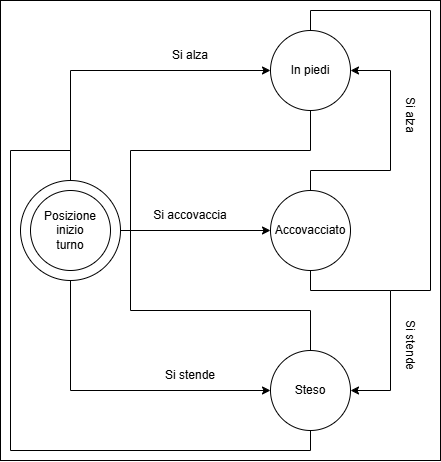 Si alza
In piedi
Si alza
Posizione
inizio
turno
Si accovaccia
Accovacciato
Si stende
Si stende
Steso